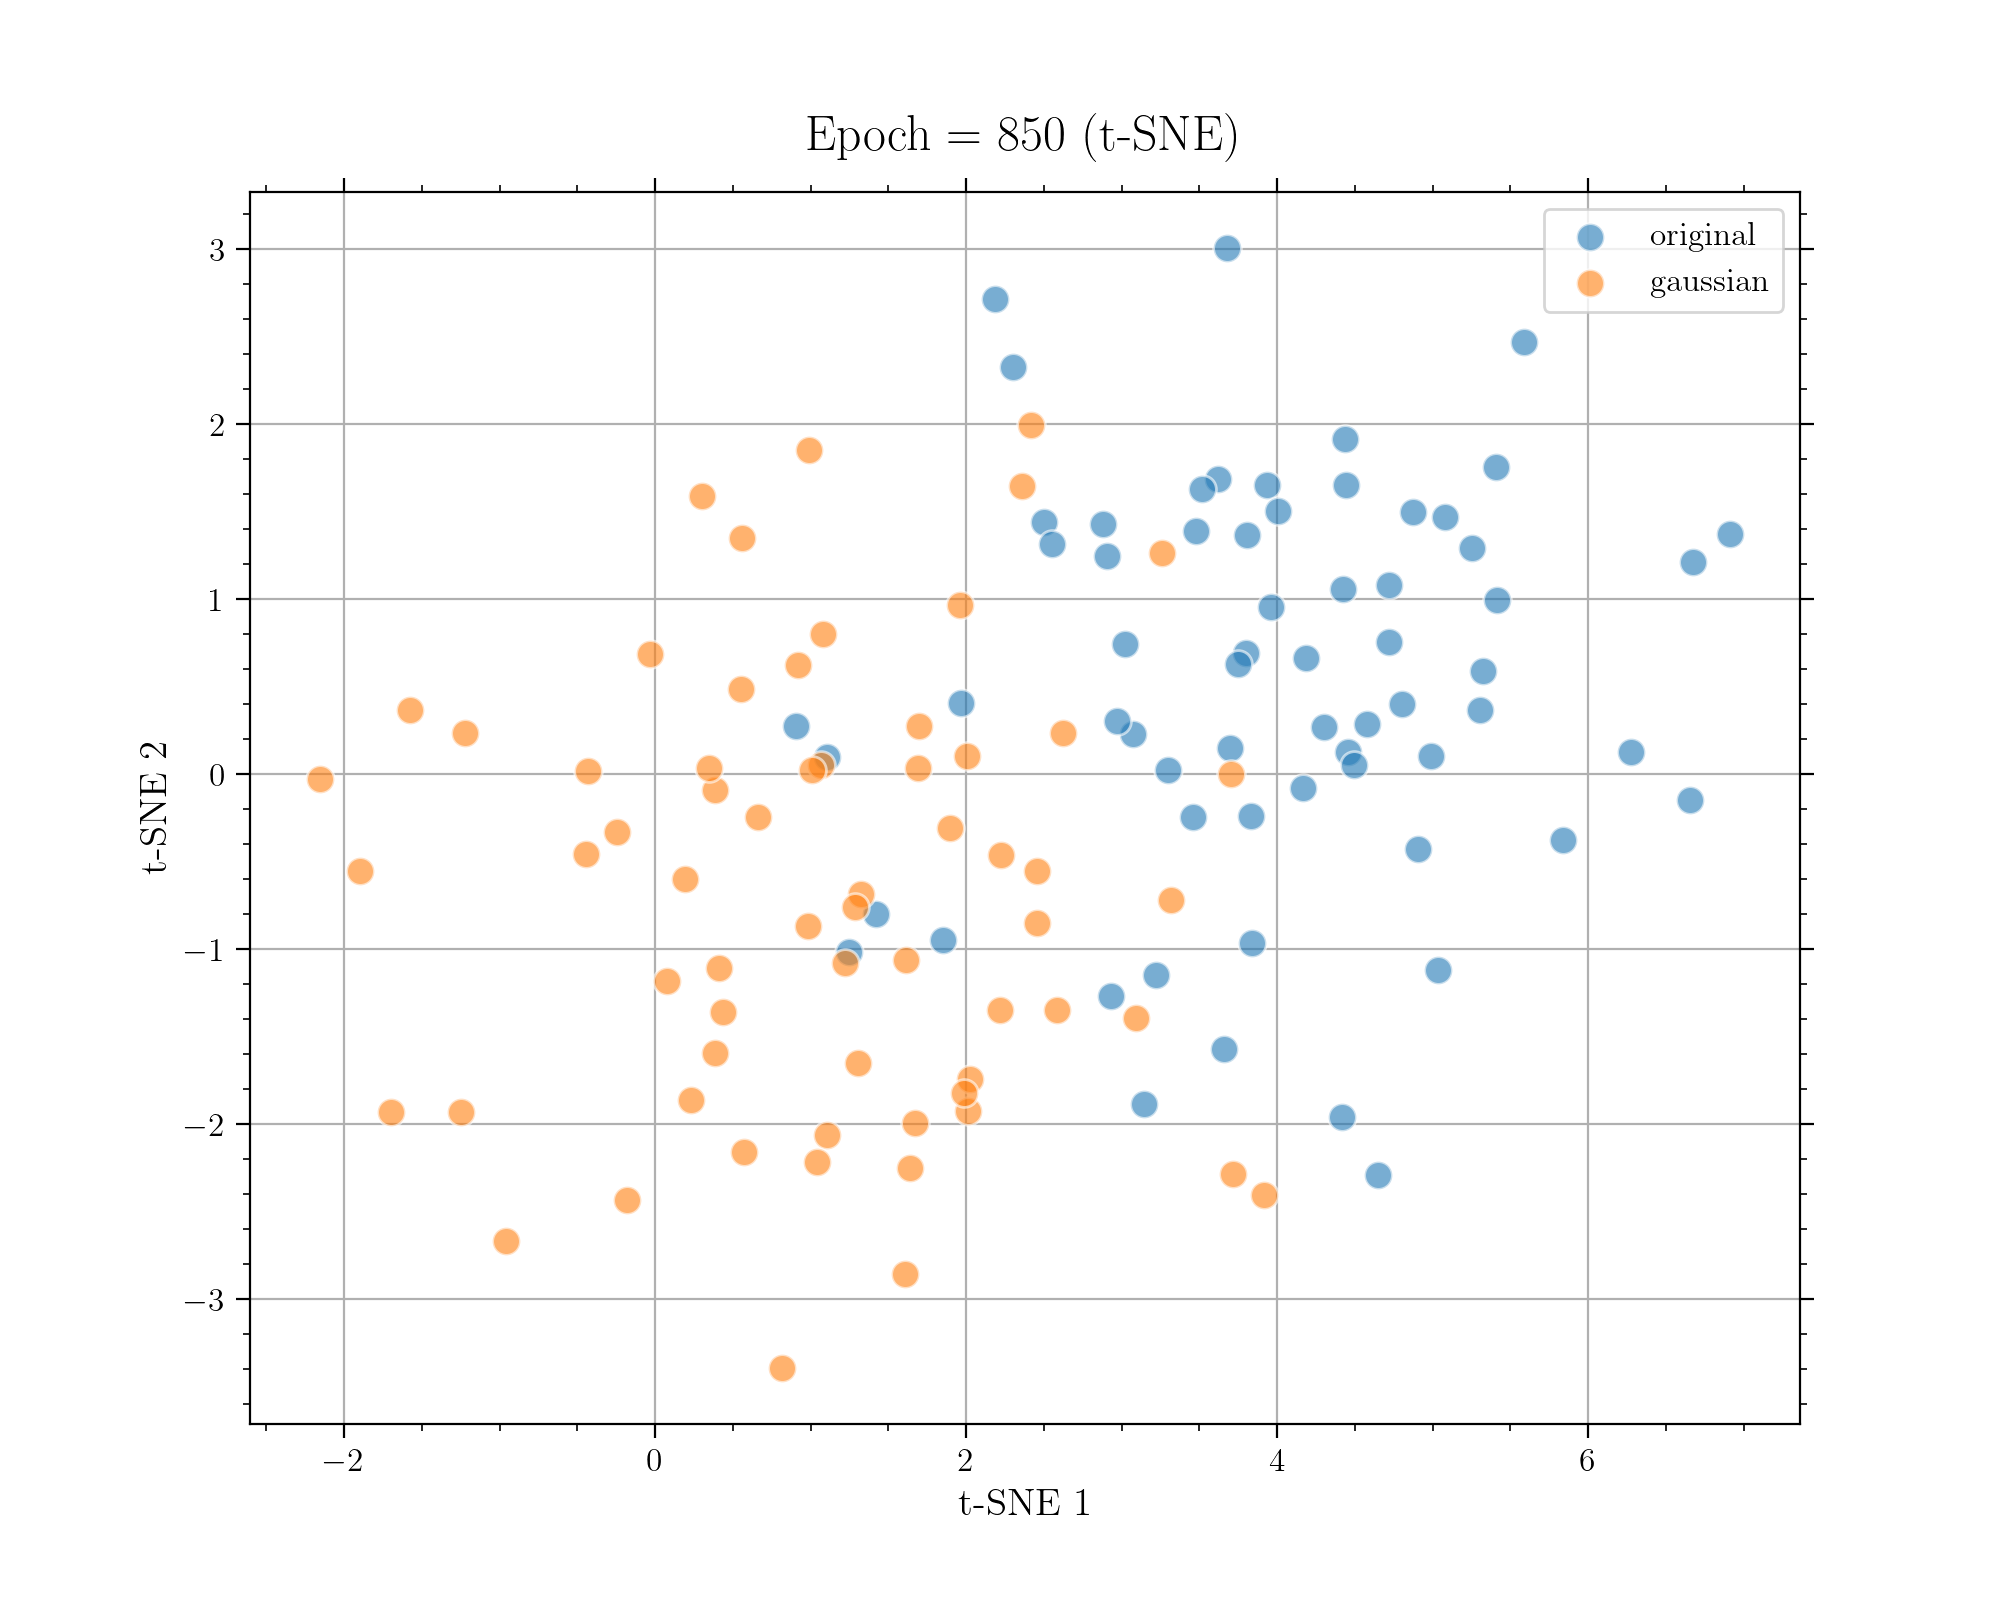 Epoch = 850 (t-SNE)
original
gaussian
3
2
1
0
−1
−2
−3
t-SNE 2
−2 0 2 4 6
t-SNE 1